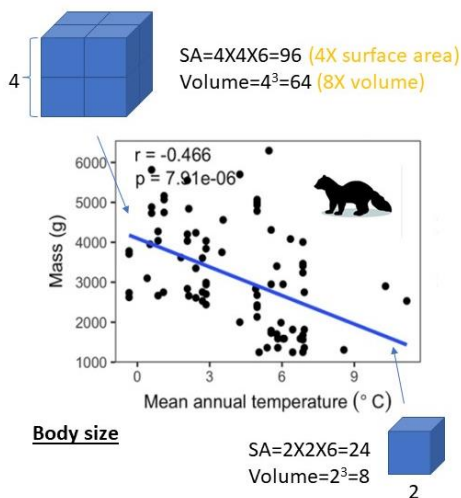 SA=4X4X6=96 (4X surface area)
4
Volume=4³=64 (8X volume)
r = -0.466
p = 7.91e-06
6000
5000
4000
3000
2000
1000
Mass (g)
0 3 6 9
Mean annual temperature (° C)
Body size
SA=2X2X6=24
Volume=2³=8
2